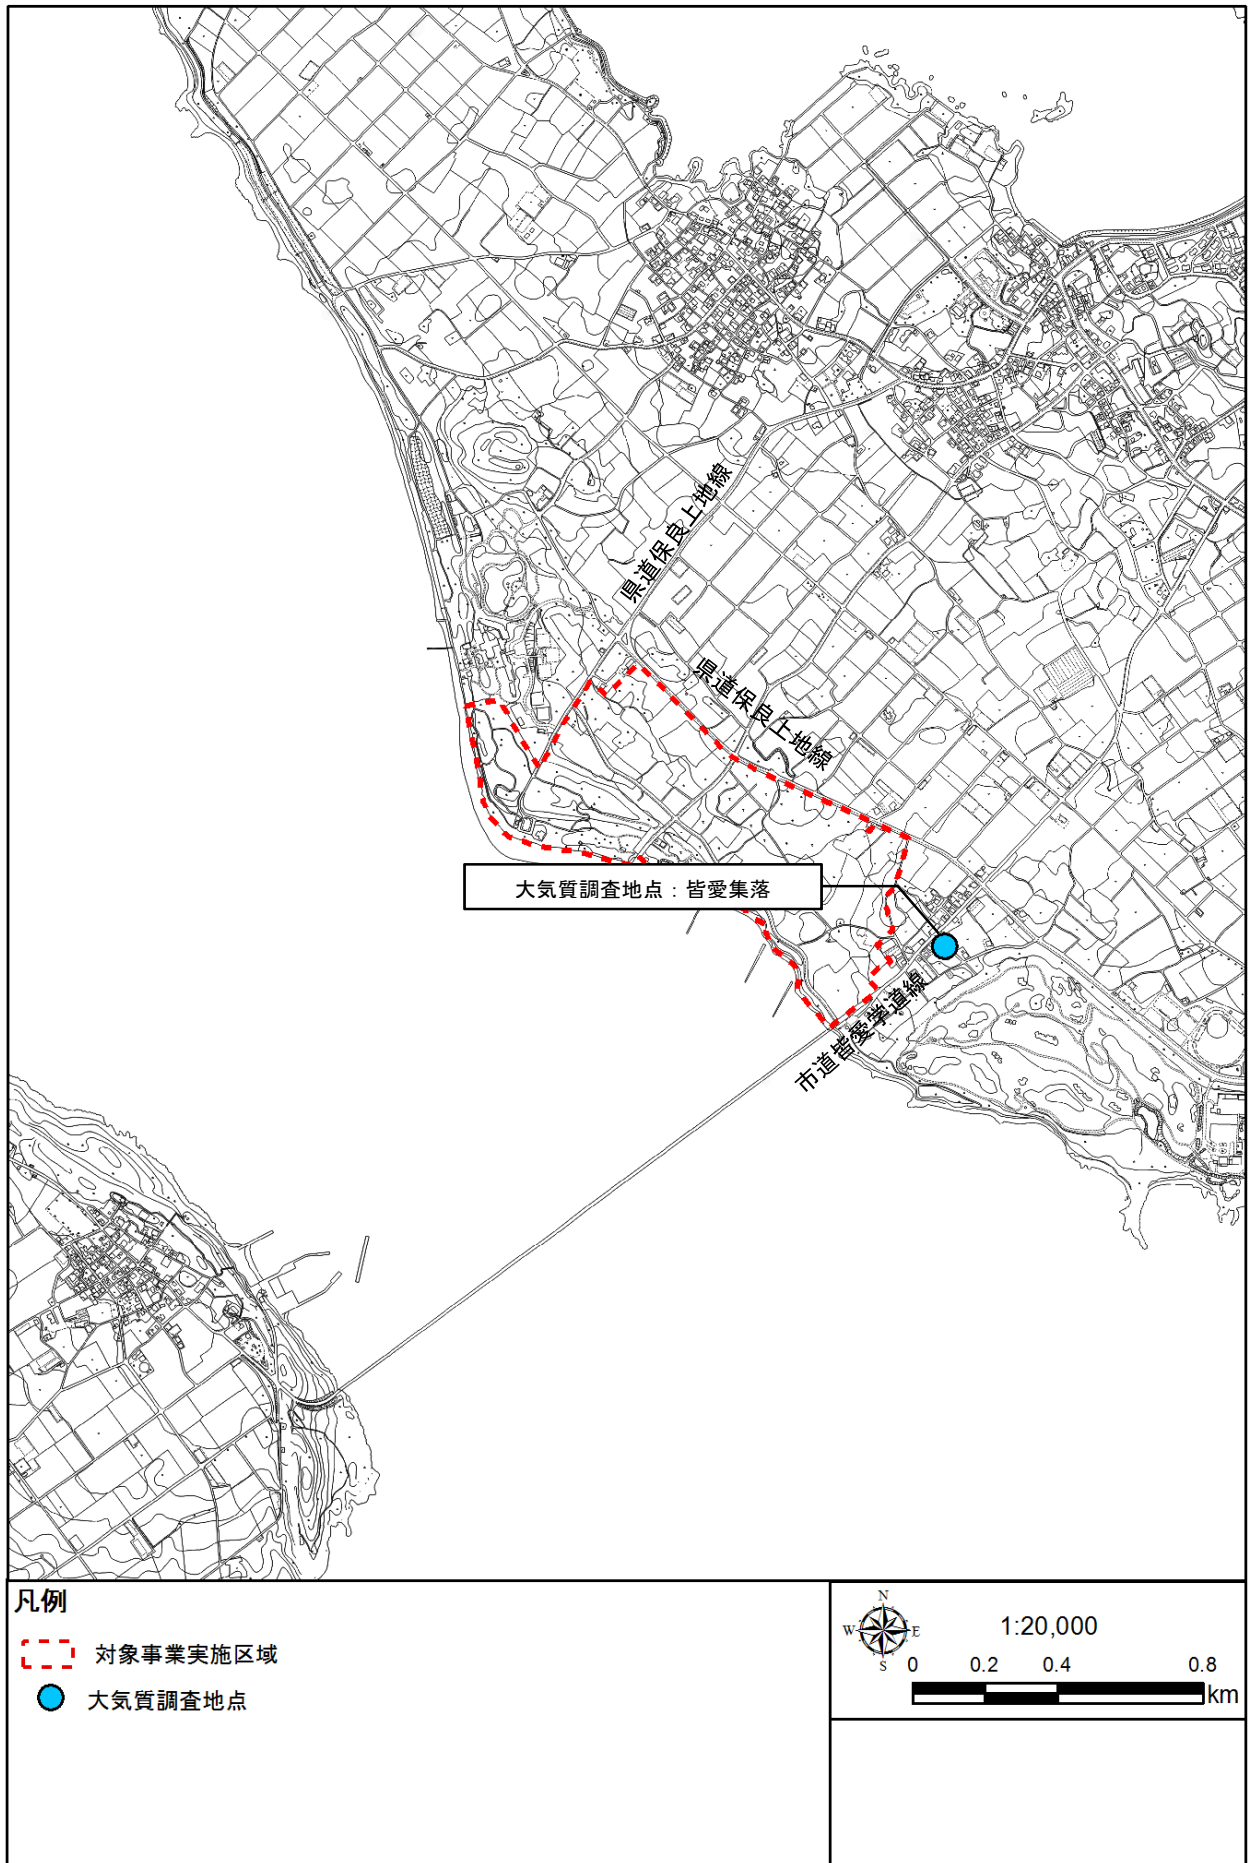 県道保良上地線
県道保良上地線
大気質調査地点：皆愛集落
市道皆愛学道線
凡例
対象事業実施区域
大気質調査地点
N
W
E
S
1:20,000
0 0.2 0.4 0.8
km